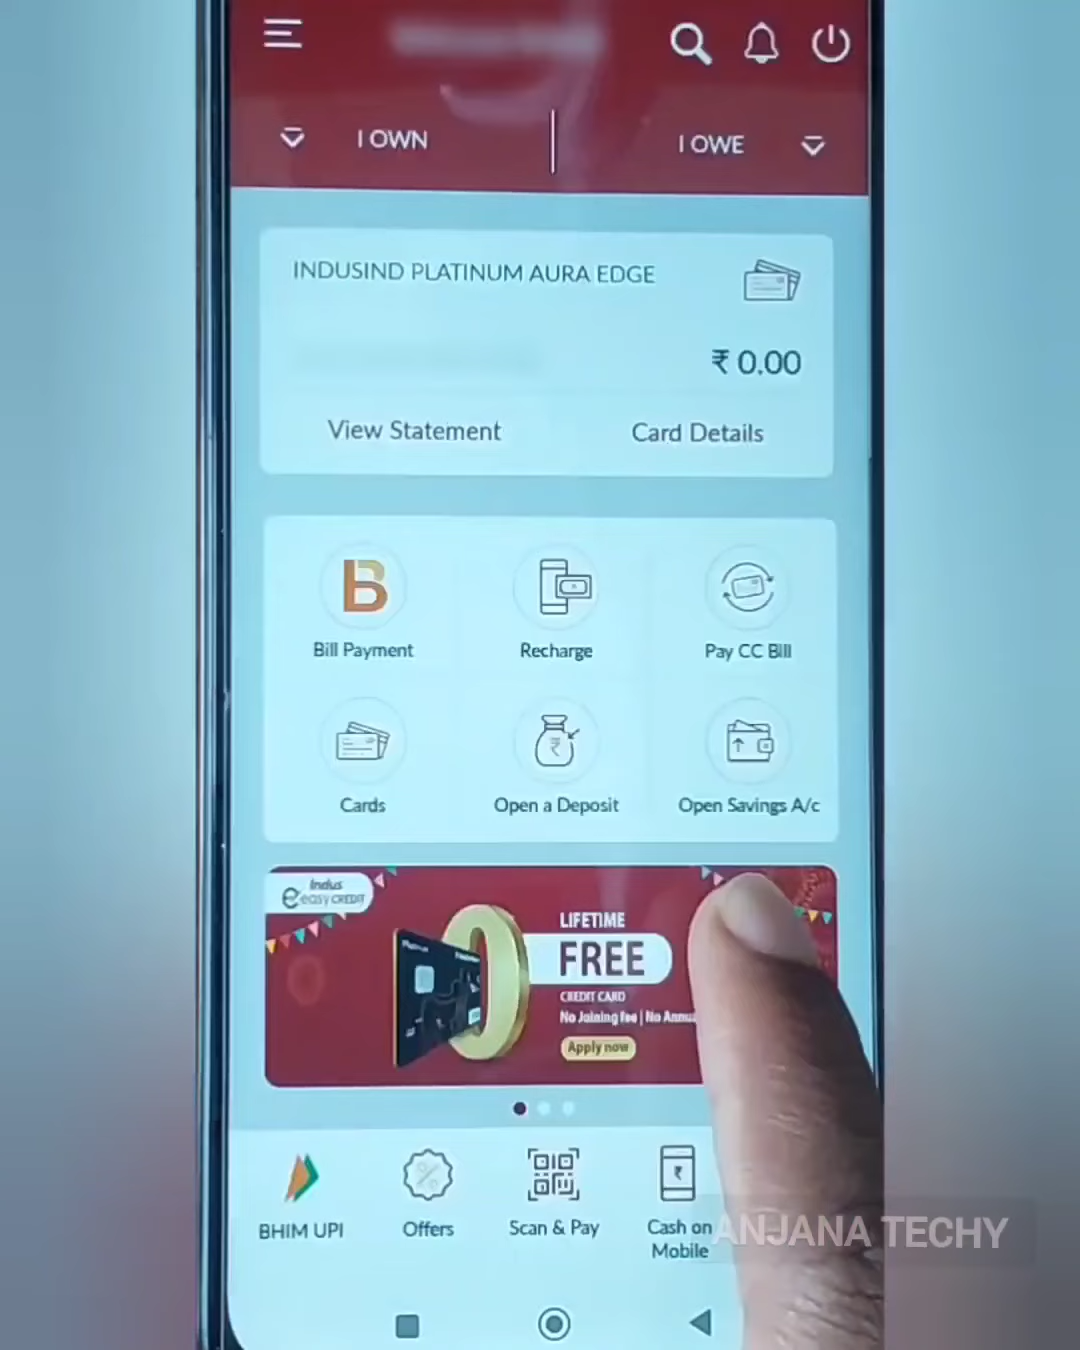 I OWN
I OWE
INDUSIND PLATINUM AURA EDGE
₹ 0.00
View Statement
Card Details
Bill Payment
Recharge
Pay CC Bill
Cards
Open a Deposit
Open Savings A/c
Indus
easy CREDIT
LIFETIME
FREE
CREDIT CARD
No Joining fee | No
Apply now
BHIM UPI
Offers
Scan & Pay
Cash on
Mobile
ANJANA TECHY